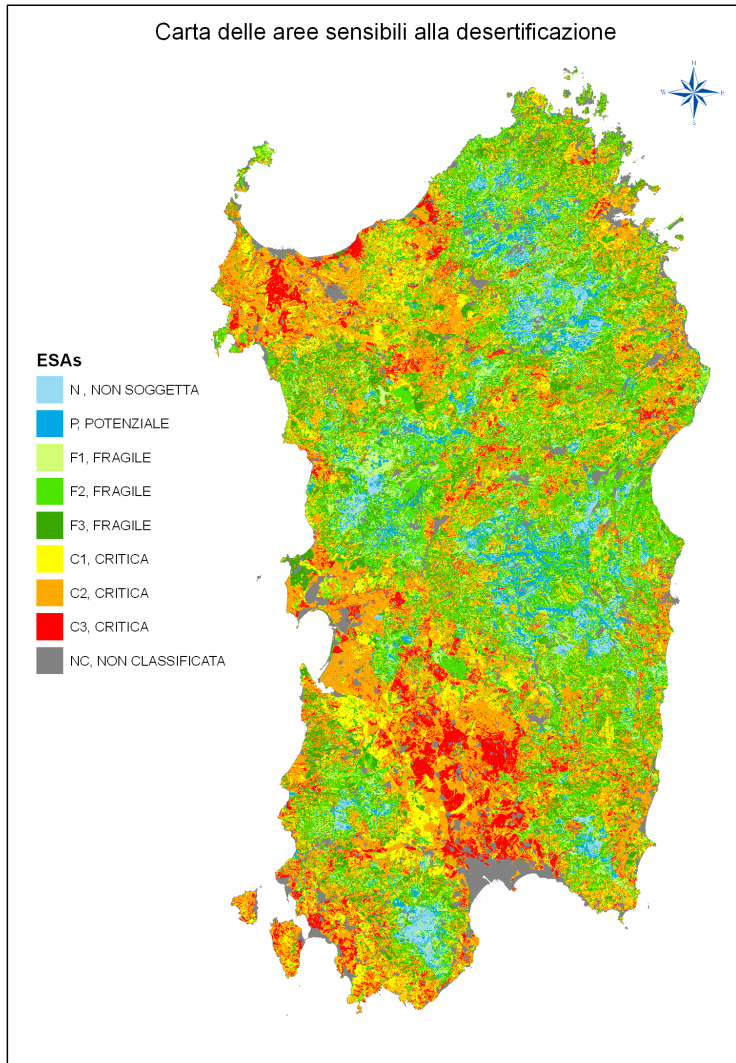 Carta delle aree sensibili alla desertificazione
N
W E
S
ESAs
N , NON SOGGETTA
P, POTENZIALE
F1, FRAGILE
F2, FRAGILE
F3, FRAGILE
C1, CRITICA
C2, CRITICA
C3, CRITICA
NC, NON CLASSIFICATA